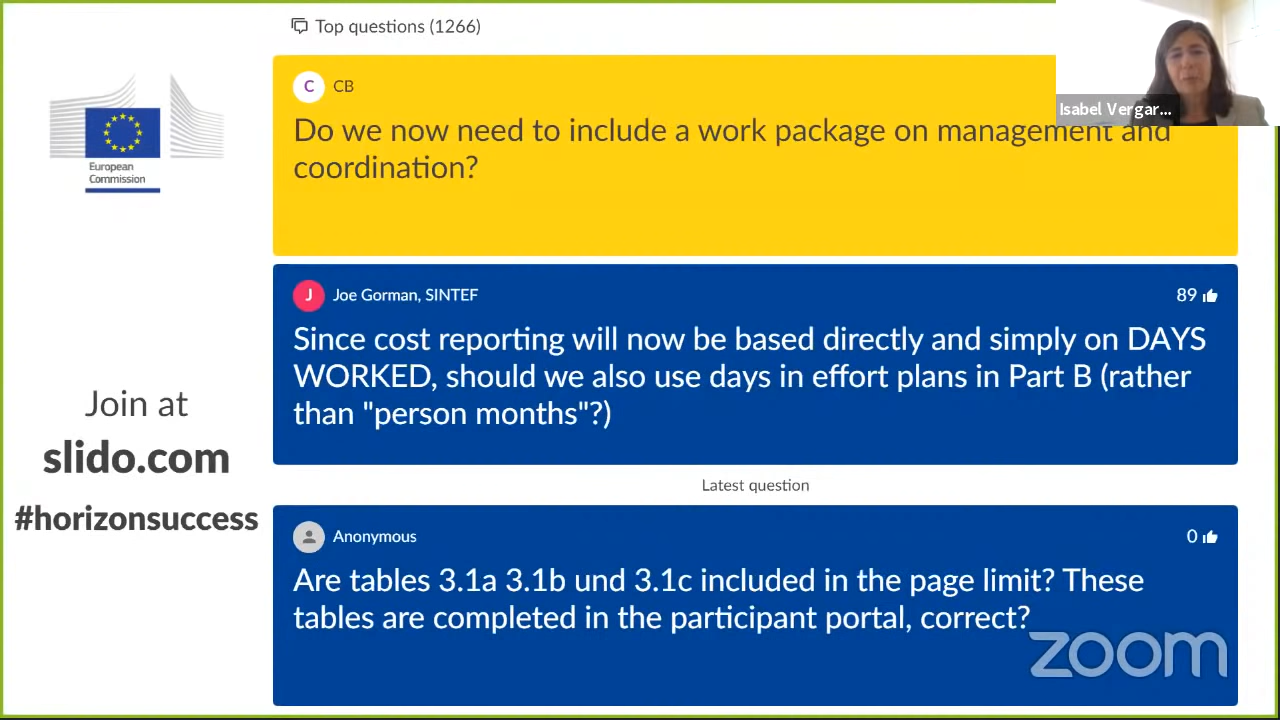 Top questions (1266)
C CB
Do we now need to include a work package on management and
coordination?
Isabel Vergar...
European
Commission
J Joe Gorman, SINTEF 89
Since cost reporting will now be based directly and simply on DAYS
WORKED, should we also use days in effort plans in Part B (rather
than "person months"?)
Join at
slido.com
#horizonsuccess
Latest question
Anonymous 0
Are tables 3.1a 3.1b und 3.1c included in the page limit? These
tables are completed in the participant portal, correct?
zoom